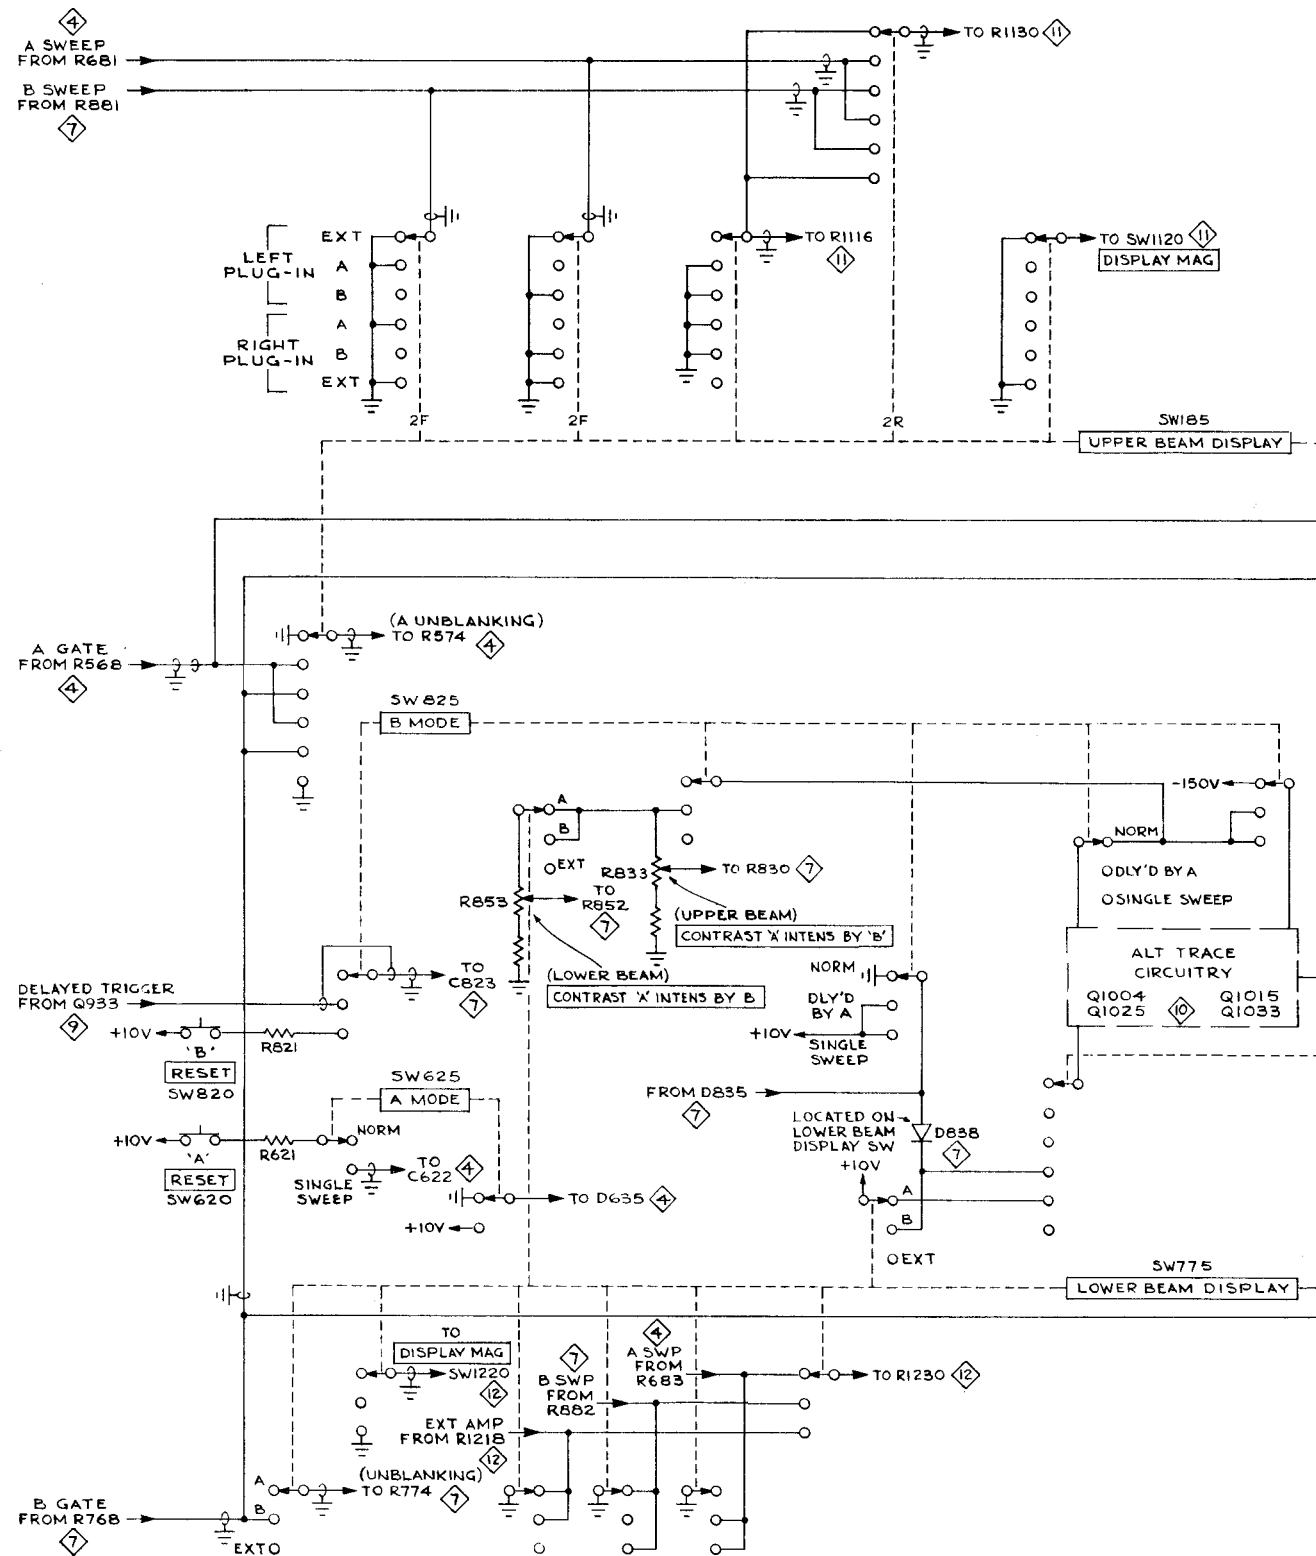 4
A SWEEP
FROM R681
B SWEEP
FROM R881
7
TO R1130 11
LEFT
PLUG-IN
RIGHT
PLUG-IN
EXT
A
B
A
B
EXT
TO R1116
11
TO SW1120 11
DISPLAY MAG
2F
2F
2R
SW185
UPPER BEAM DISPLAY
(A UNBLANKING)
TO R574 4
A GATE
FROM R568
4
SW825
B MODE
-150V
NORM
DLY'D BY A
SINGLE SWEEP
A
B
EXT
R833
TO R830 7
R853
TO
R852
7
(UPPER BEAM)
CONTRAST 'A' INTENS BY 'B'
(LOWER BEAM)
CONTRAST 'A' INTENS BY B
ALT TRACE
CIRCUITRY
Q1004 Q1015
Q1025 10 Q1033
TO
C823
7
DELAYED TRIGGER
FROM Q933
9
+10V
R821
'B'
RESET
SW820
NORM
DLY'D
BY A
+10V
SINGLE
SWEEP
SW625
A MODE
FROM D835
7
LOCATED ON
LOWER BEAM
DISPLAY SW
D838
7
+10V
A
B
EXT
+10V
R621
NORM
'A'
RESET
SW620
SINGLE
SWEEP
TO
C622 4
TO D635 4
+10V
SW775
LOWER BEAM DISPLAY
TO
DISPLAY MAG
SW1220
12
4
A SWP
FROM
R683
7
B SWP
FROM
R882
TO R1230 12
EXT AMP
FROM R1218
12
(UNBLANKING)
TO R774 7
A
B
EXT
B GATE
FROM R768
7